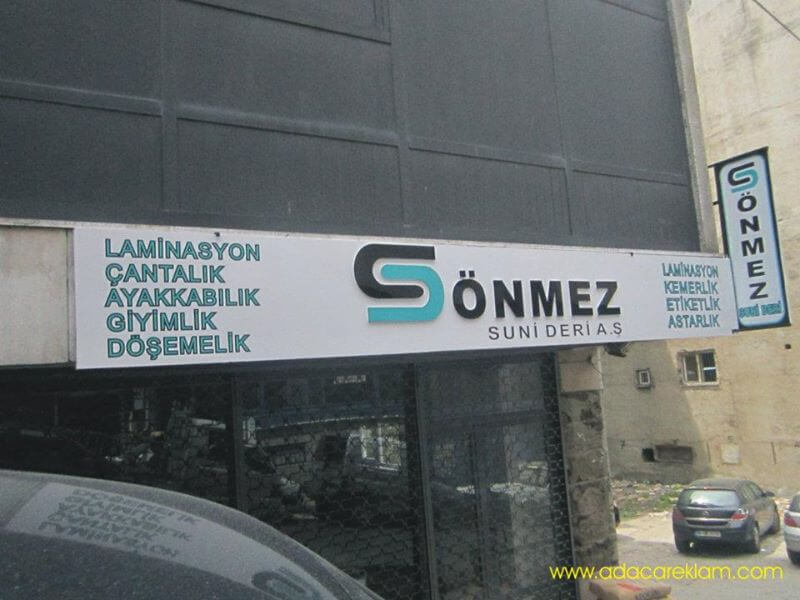 LAMİNASYON
ÇANTALIK
AYAKKABILIK
GİYİMLİK
DÖŞEMELİK
SÖNMEZ
SUNİ DERİ A.Ş
LAMİNASYON
KEMERLİK
ETİKETLİK
ASTARLIK
SÖNMEZ
SUNİ DERİ
www.adacareklam.com